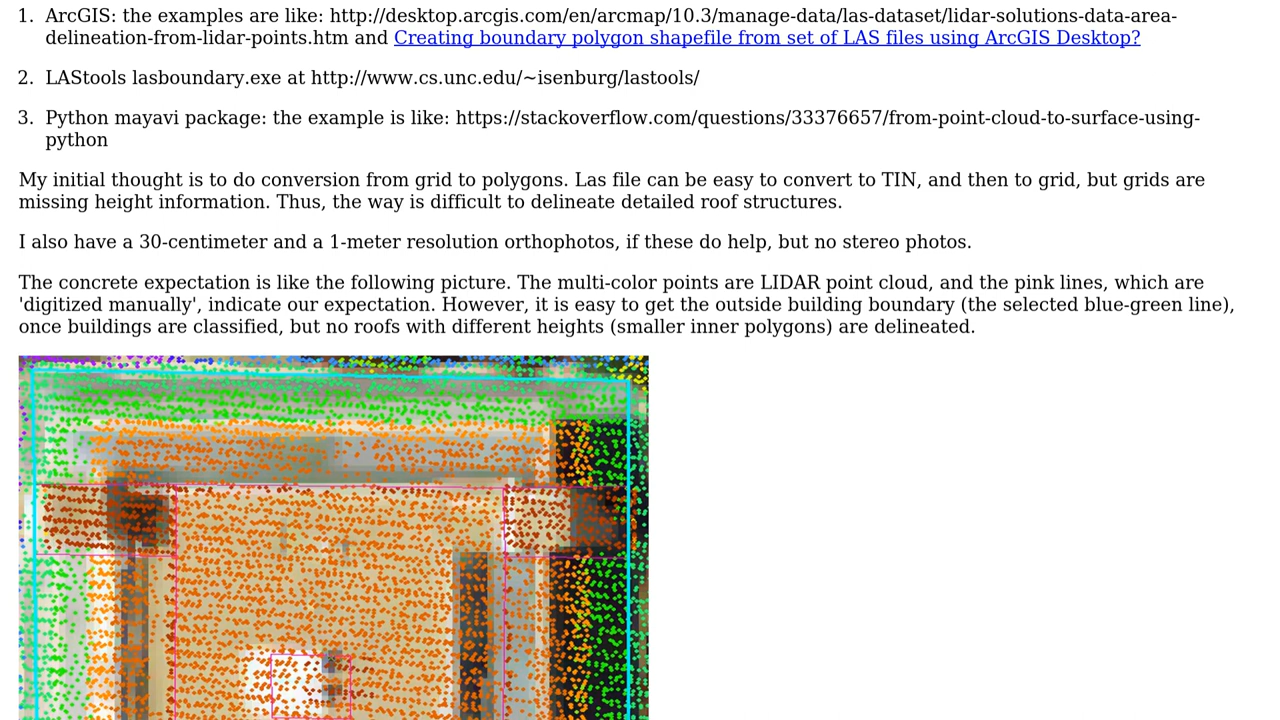 1. ArcGIS: the examples are like: http://desktop.arcgis.com/en/arcmap/10.3/manage-data/las-dataset/lidar-solutions-data-area-
delineation-from-lidar-points.htm and Creating boundary polygon shapefile from set of LAS files using ArcGIS Desktop?
2. LAStools lasboundary.exe at http://www.cs.unc.edu/~isenburg/lastools/
3. Python mayavi package: the example is like: https://stackoverflow.com/questions/33376657/from-point-cloud-to-surface-using-
python
My initial thought is to do conversion from grid to polygons. Las file can be easy to convert to TIN, and then to grid, but grids are
missing height information. Thus, the way is difficult to delineate detailed roof structures.
I also have a 30-centimeter and a 1-meter resolution orthophotos, if these do help, but no stereo photos.
The concrete expectation is like the following picture. The multi-color points are LIDAR point cloud, and the pink lines, which are
'digitized manually', indicate our expectation. However, it is easy to get the outside building boundary (the selected blue-green line),
once buildings are classified, but no roofs with different heights (smaller inner polygons) are delineated.